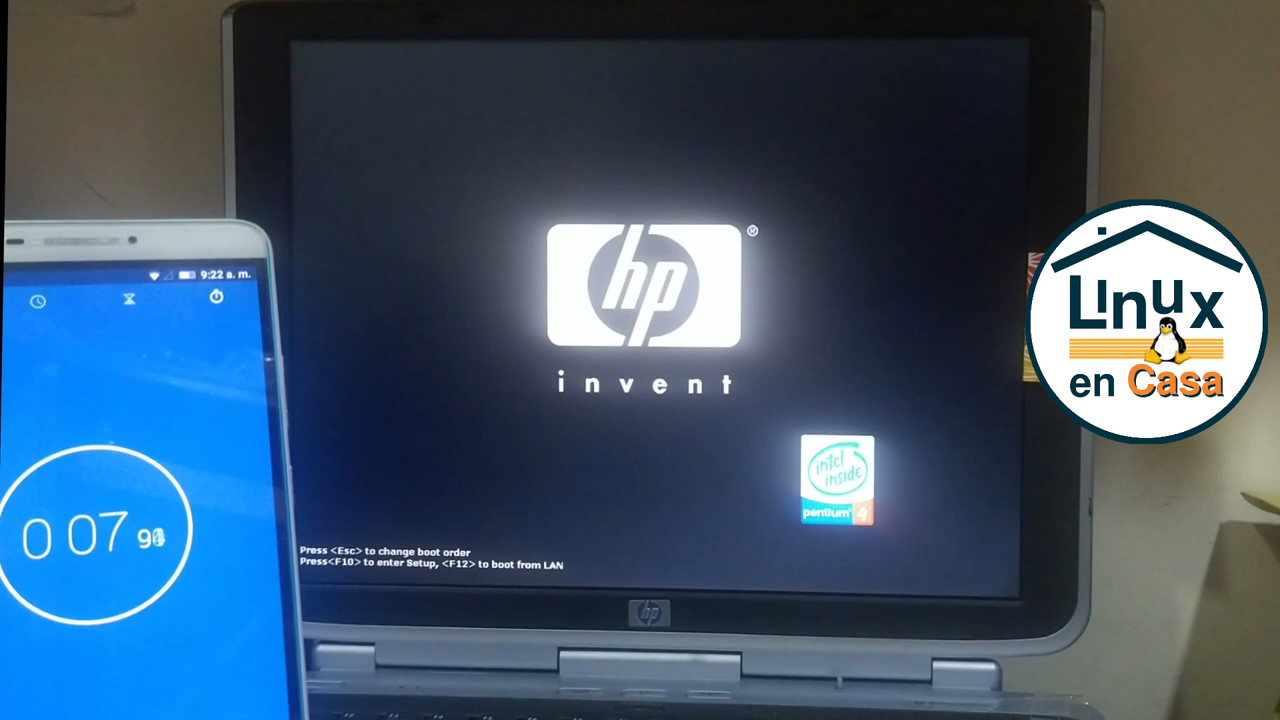 hp
®
invent
intel
inside
pentium® 4
Press <Esc> to change boot order
Press<F10> to enter Setup, <F12> to boot from LAN
hp
9:22 a. m.
0 07
Linux
en Casa